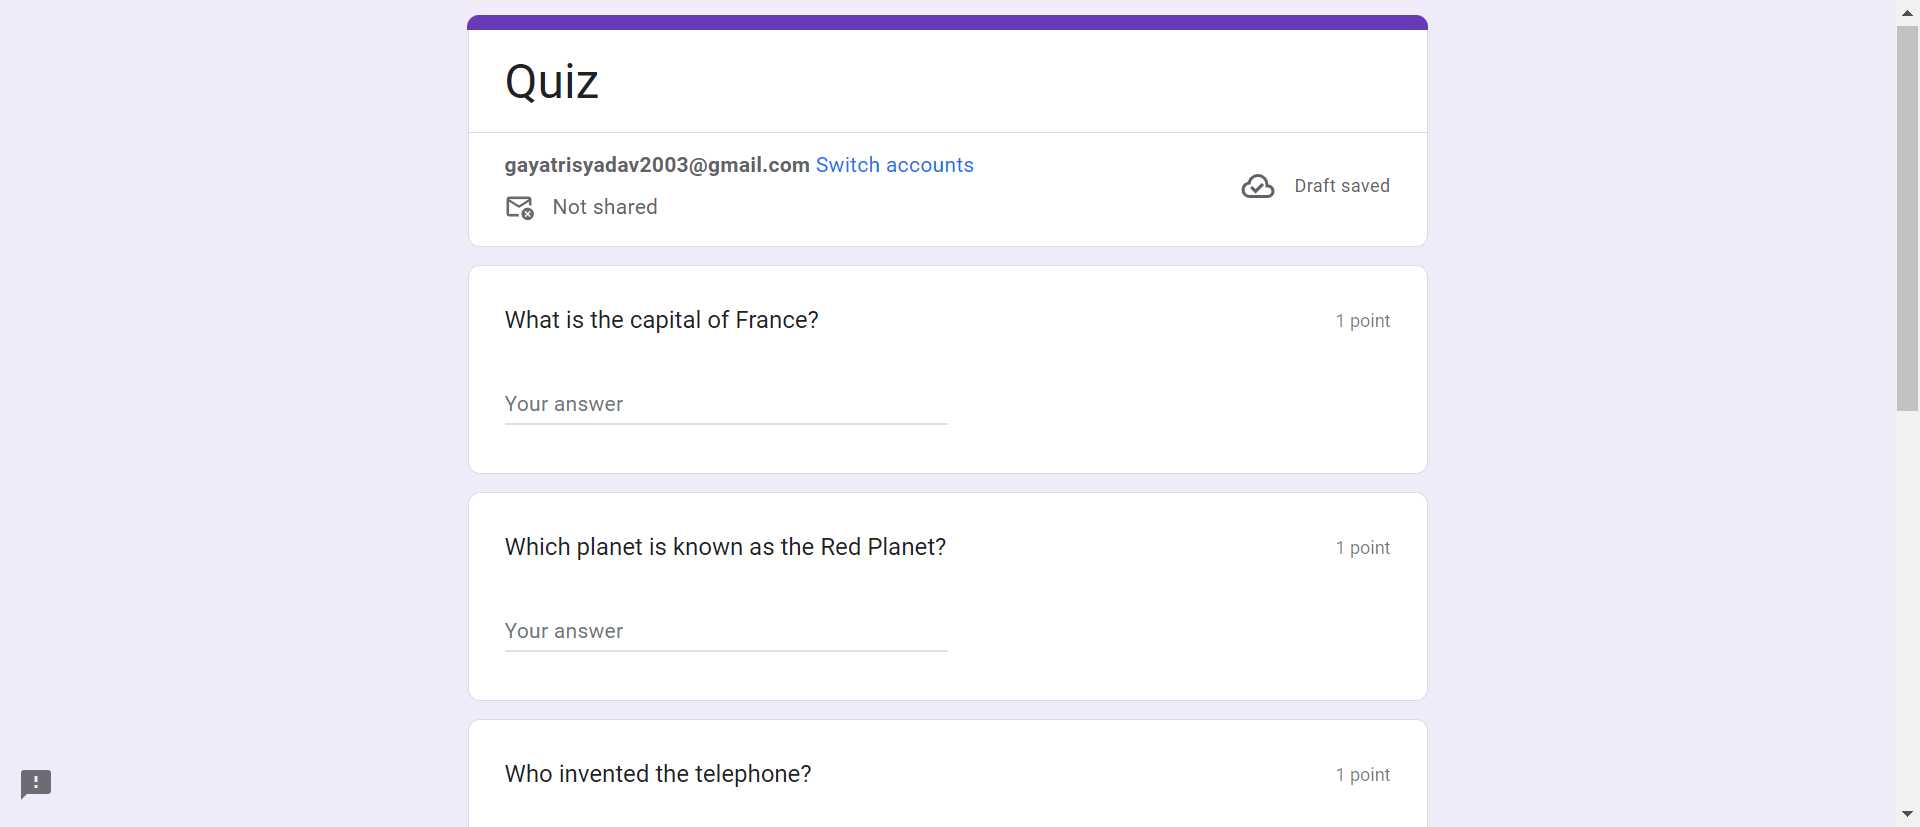 Quiz
gayatrisyadav2003@gmail.com Switch accounts
Not shared
Draft saved
What is the capital of France?
1 point
Your answer
Which planet is known as the Red Planet?
1 point
Your answer
Who invented the telephone?
1 point